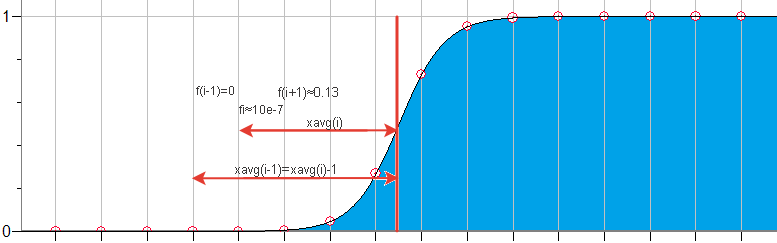 1
f(i-1)=0
f(i+1)≈0.13
fi≈10e-7
xavg(i)
xavg(i-1)=xavg(i)-1
0